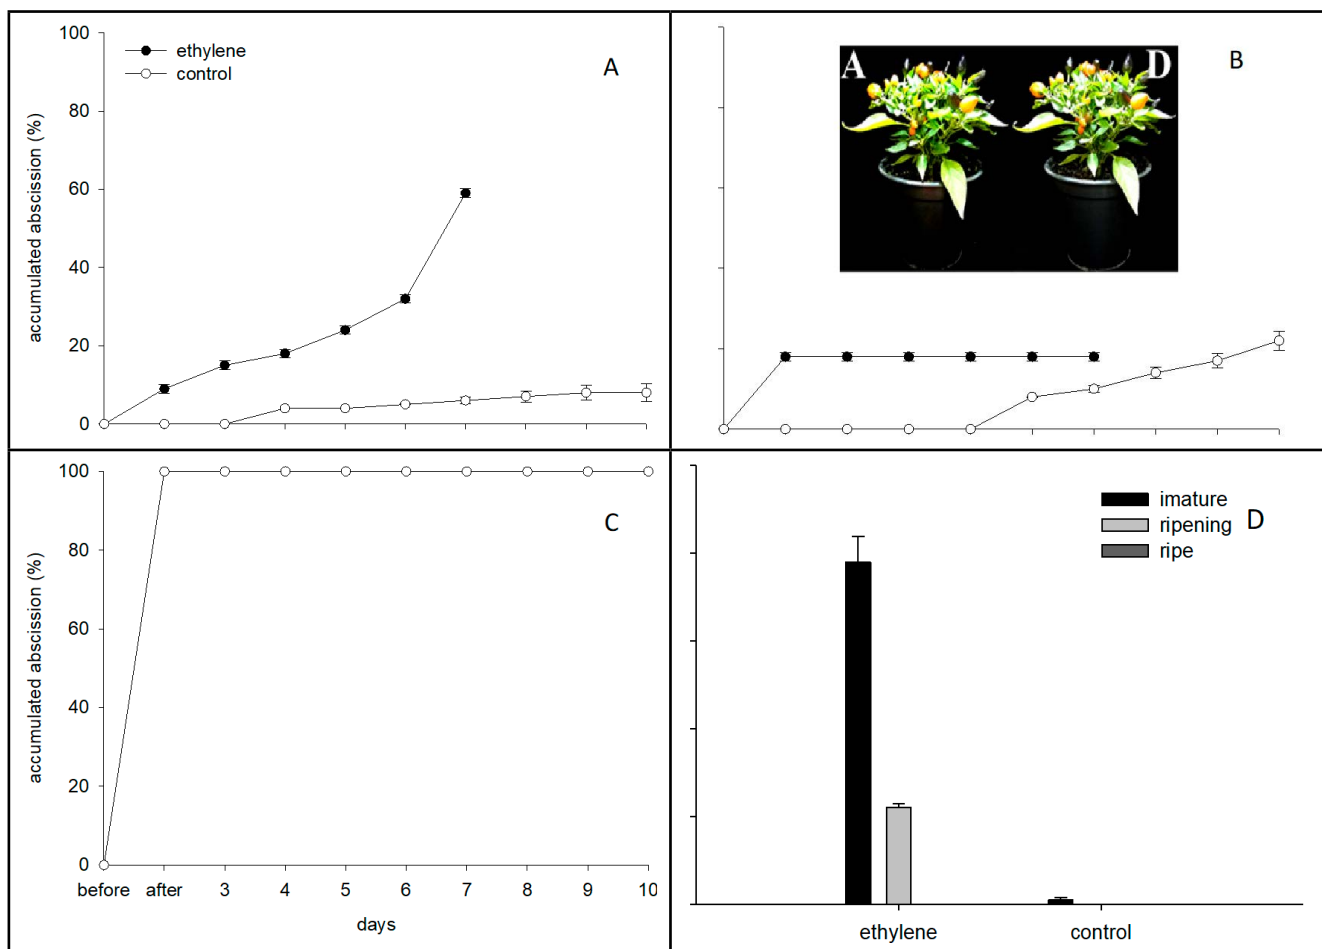 100
80
60
40
20
0
accumulated abscission (%)
ethylene
control
A
B
A D
100
80
60
40
20
0
accumulated abscission (%)
C
before after 3 4 5 6 7 8 9 10
days
imature
ripening
ripe
D
ethylene control